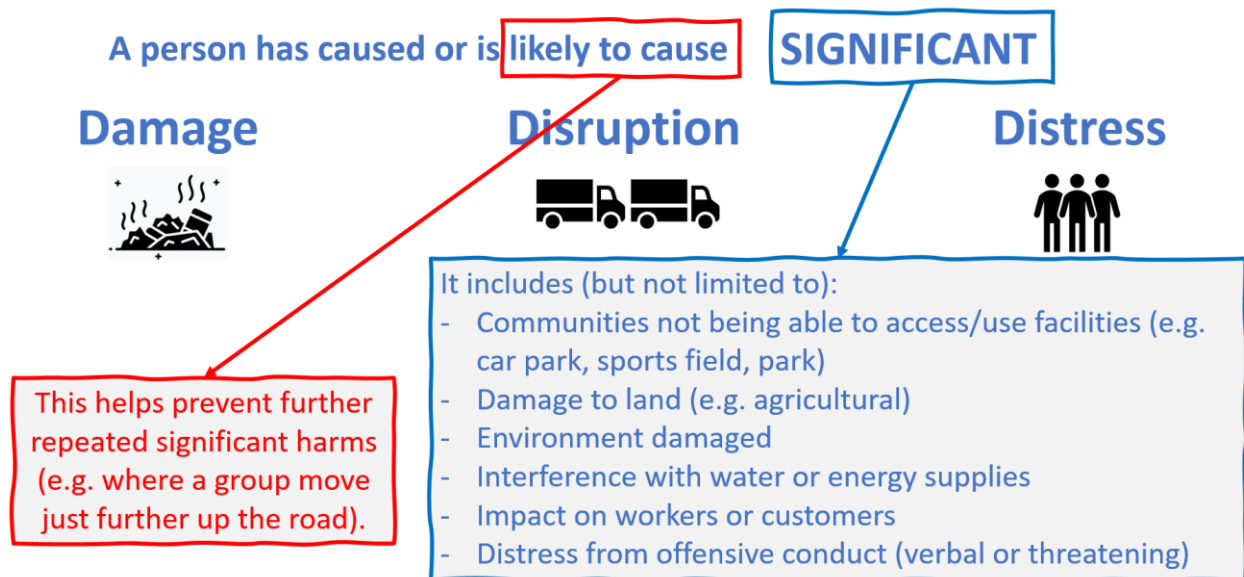 A person has caused or is likely to cause SIGNIFICANT
Damage
Disruption
Distress
This helps prevent further
repeated significant harms
(e.g. where a group move
just further up the road).
It includes (but not limited to):
- Communities not being able to access/use facilities (e.g.
car park, sports field, park)
- Damage to land (e.g. agricultural)
- Environment damaged
- Interference with water or energy supplies
- Impact on workers or customers
- Distress from offensive conduct (verbal or threatening)